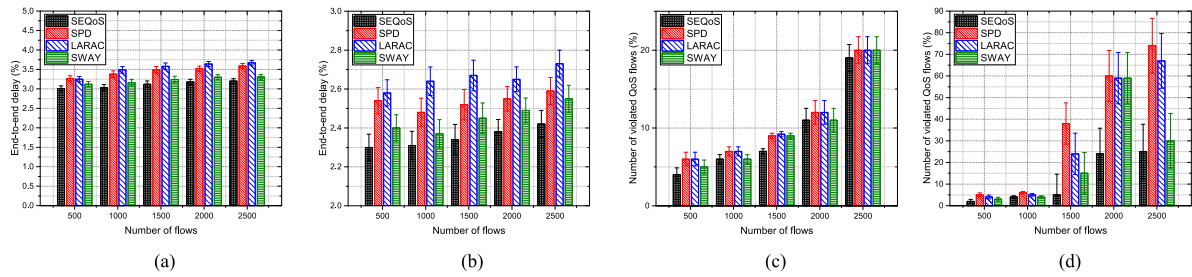 End-to-end delay (%)
5.0
4.5
4.0
3.5
3.0
2.5
2.0
1.5
1.0
0.5
0.0
SEQoS
SPD
LARAC
SWAY
500 1000 1500 2000 2500
Number of flows
(a)
End-to-end delay (%)
3.0
2.8
2.6
2.4
2.2
2.0
SEQoS
SPD
LARAC
SWAY
500 1000 1500 2000 2500
Number of flows
(b)
Number of violated QoS flows (%)
20
10
0
SEQoS
SPD
LARAC
SWAY
500 1000 1500 2000 2500
Number of flows
(c)
Number of violated QoS flows (%)
90
80
70
60
50
40
30
20
10
0
SEQoS
SPD
LARAC
SWAY
500 1000 1500 2000 2500
Number of flows
(d)